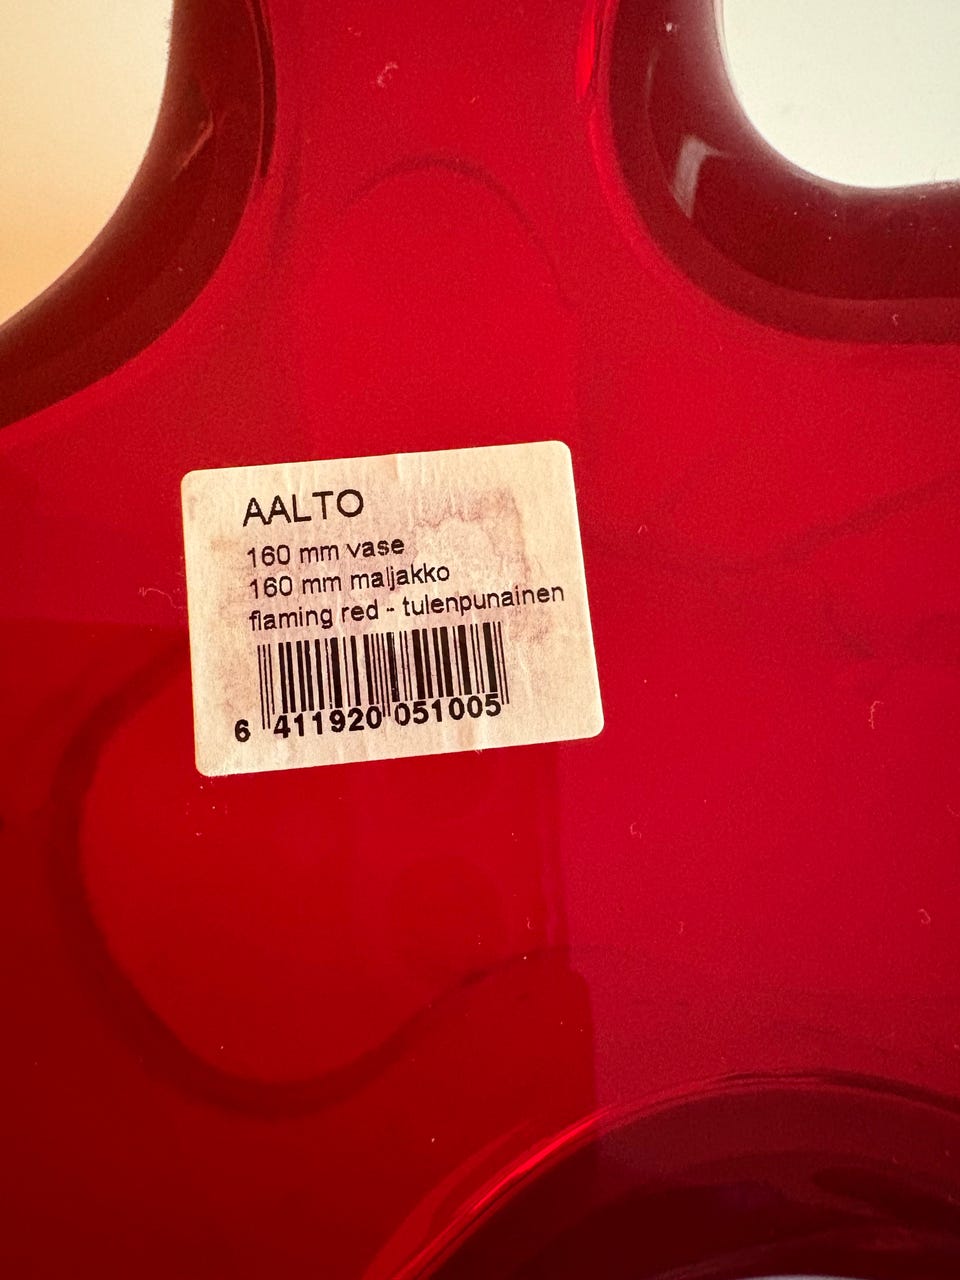 AALTO
160 mm vase
160 mm maljakko
flaming red - tulenpunainen
6 411920 051005